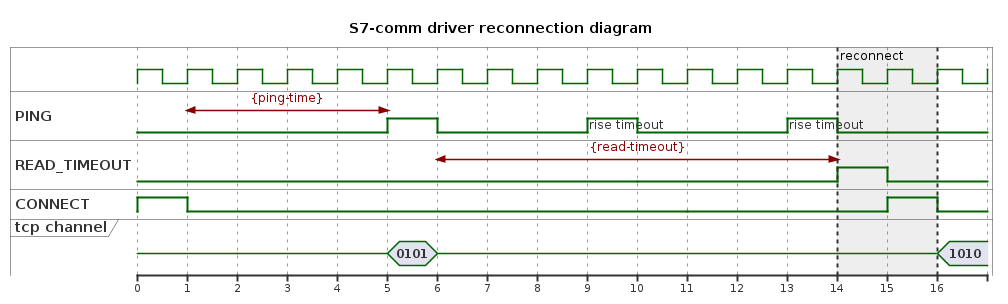 S7-comm driver reconnection diagram
reconnect
{ping-time}
PING
rise timeout rise timeout
{read-timeout}
READ_TIMEOUT
CONNECT
tcp channel
0101 1010
0 1 2 3 4 5 6 7 8 9 10 11 12 13 14 15 16